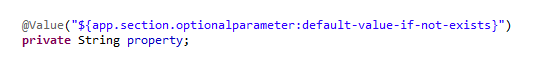 @Value("${app.section.optionalparameter:default-value-if-not-exists}")
private String property;